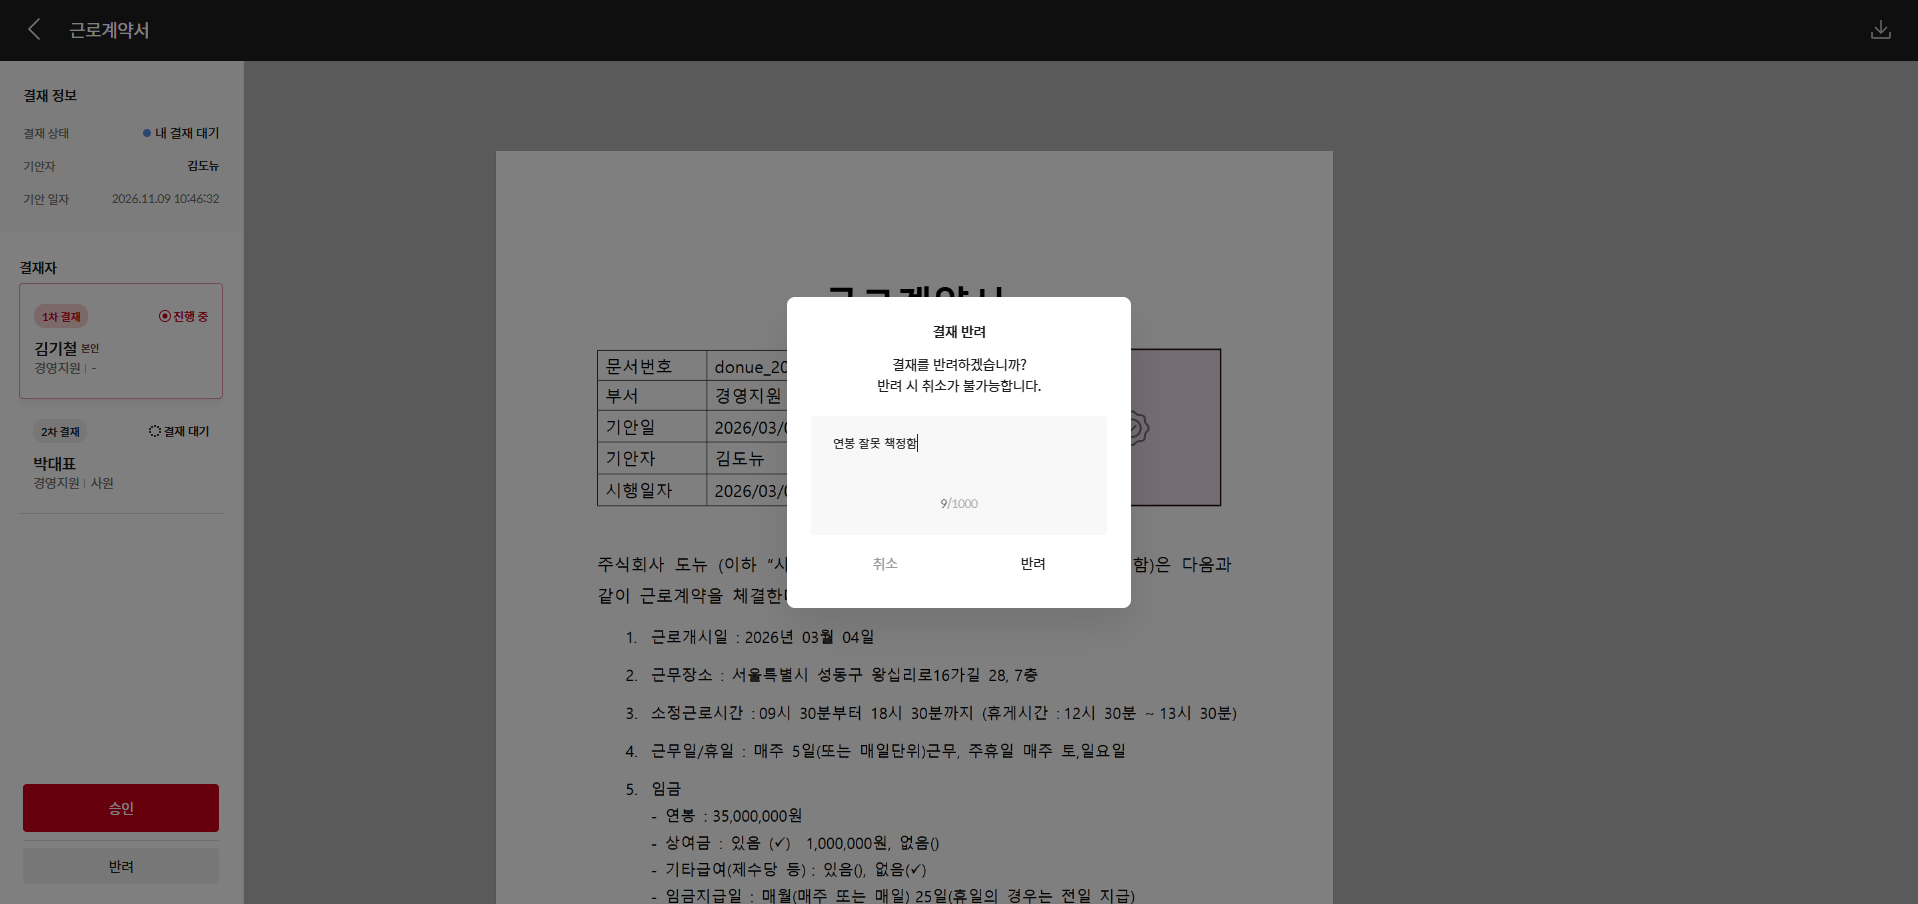 근로계약서
결재 정보
결재 상태 내 결재 대기
기안자 김도뉴
기안 일자 2026.11.09 10:46:32
결재자
1차 결재 진행 중
김기철 본인
경영지원 | -
2차 결재 결재 대기
박대표
경영지원 | 사원
승인
반려
근로계약서
문서번호 donue_20
부서 경영지원
기안일 2026/03/0
기안자 김도뉴
시행일자 2026/03/0
주식회사 도뉴 (이하 “사 함)은 다음과
같이 근로계약을 체결한
1. 근로개시일 : 2026년 03월 04일
2. 근무장소 : 서울특별시 성동구 왕십리로16가길 28, 7층
3. 소정근로시간 : 09시 30분부터 18시 30분까지 (휴게시간 : 12시 30분 ~ 13시 30분)
4. 근무일/휴일 : 매주 5일(또는 매일단위)근무, 주휴일 매주 토,일요일
5. 임금
- 연봉 : 35,000,000원
- 상여금 : 있음 (✓) 1,000,000원, 없음()
- 기타급여(제수당 등) : 있음(), 없음(✓)
- 임금지급일 : 매월(매주 또는 매일) 25일(휴일의 경우는 전일 지급)
결재 반려
결재를 반려하겠습니까?
반려 시 취소가 불가능합니다.
연봉 잘못 책정함
9/1000
취소 반려